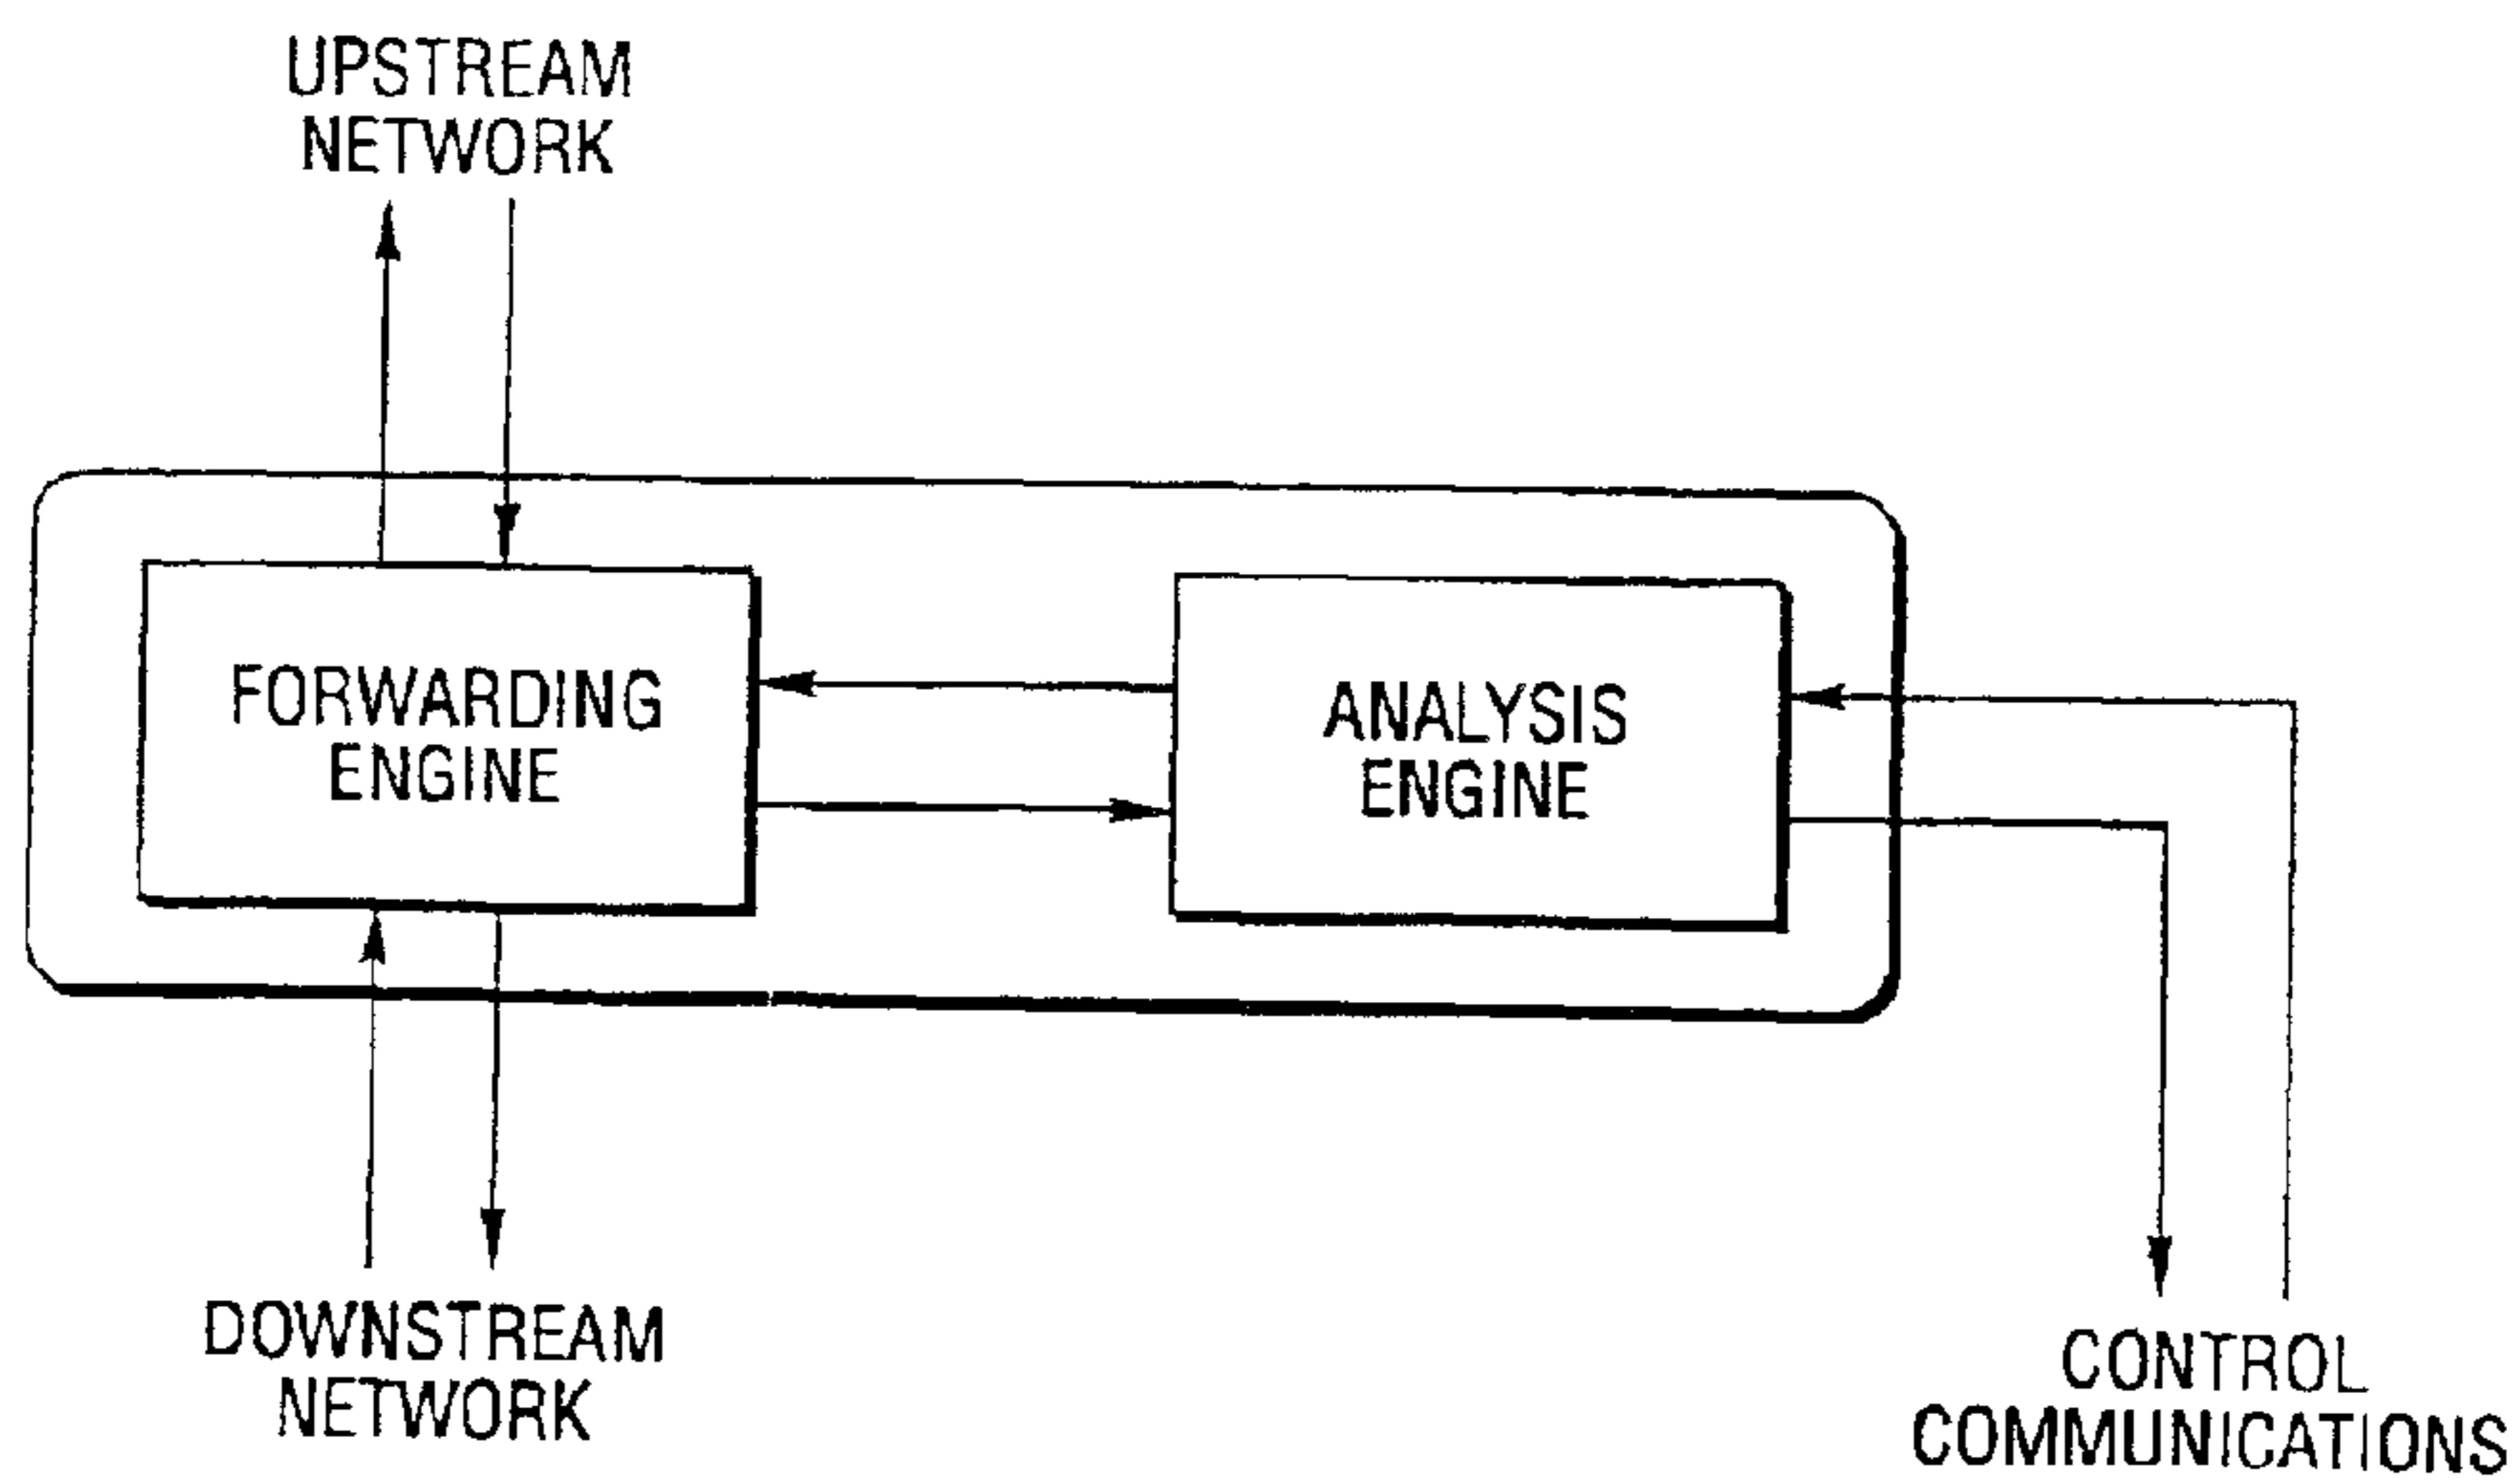 UPSTREAM
NETWORK
FORWARDING
ENGINE
ANALYSIS
ENGINE
DOWNSTREAM
NETWORK
CONTROL
COMMUNICATIONS